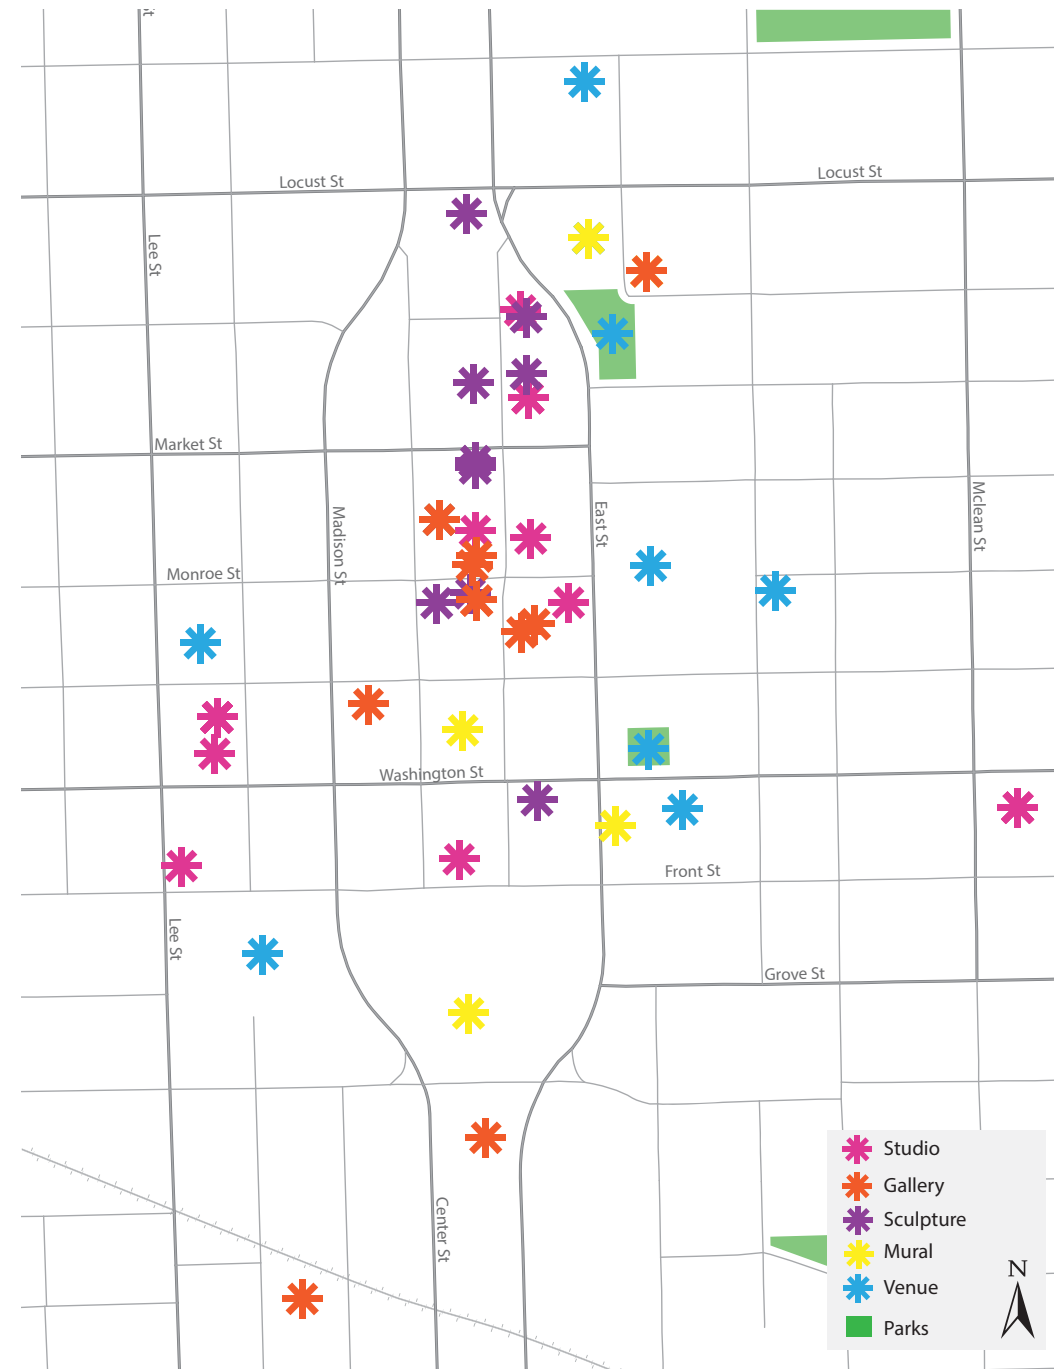 Locust St
Locust St
Lee St
Market St
Mclean St
East St
Madison St
Monroe St
Washington St
Front St
Lee St
Grove St
Studio
Gallery
Center St
Sculpture
Mural
N
Venue
Parks